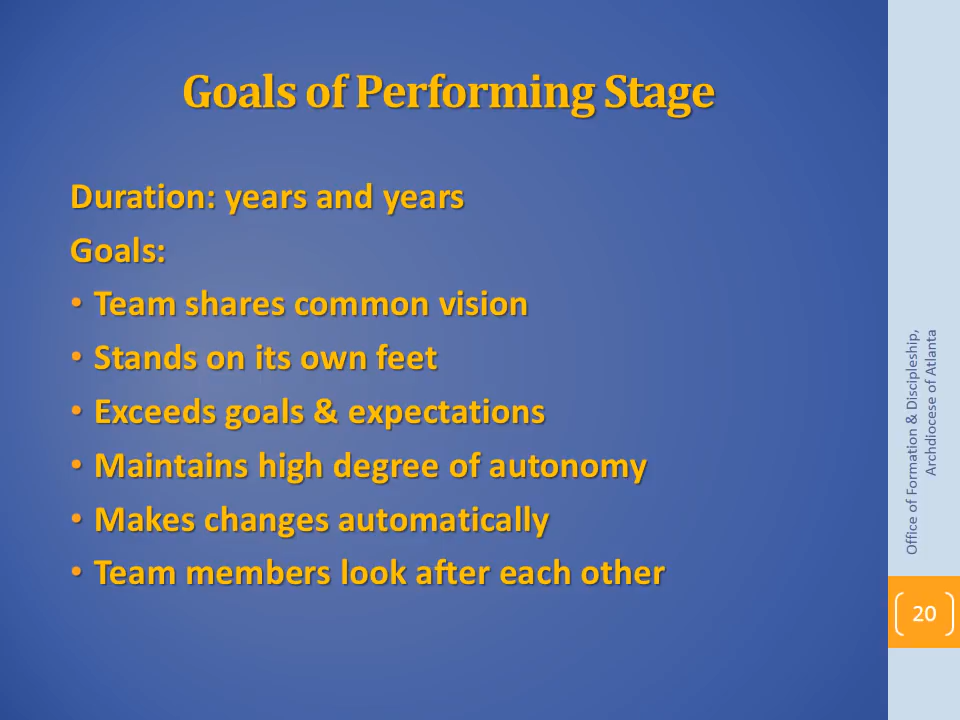 Goals of Performing Stage
Duration: years and years
Goals:
• Team shares common vision
• Stands on its own feet
• Exceeds goals & expectations
• Maintains high degree of autonomy
• Makes changes automatically
• Team members look after each other
Office of Formation & Discipleship,
Archdiocese of Atlanta
20